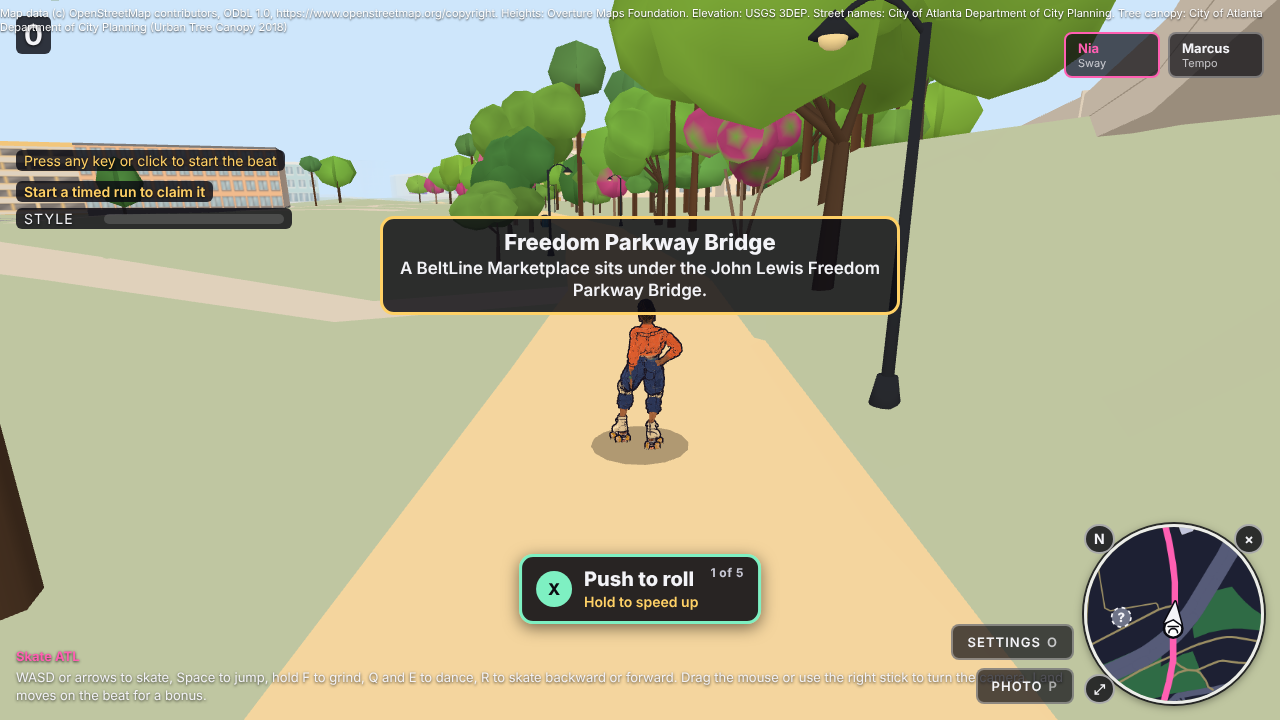 Map data (c) OpenStreetMap contributors, ODbL 1.0, https://www.openstreetmap.org/copyright. Heights: Overture Maps Foundation. Elevation: USGS 3DEP. Street names: City of Atlanta Department of City Planning. Tree canopy: City of Atlanta
Department of City Planning (Urban Tree Canopy 2018)
0
Nia
Sway
Marcus
Tempo
Press any key or click to start the beat
Start a timed run to claim it
STYLE
Freedom Parkway Bridge
A BeltLine Marketplace sits under the John Lewis Freedom
Parkway Bridge.
X
Push to roll
1 of 5
Hold to speed up
N
×
?
SETTINGS O
PHOTO P
Skate ATL
WASD or arrows to skate, Space to jump, hold F to grind, Q and E to dance, R to skate backward or forward. Drag the mouse or use the right stick to turn the camera. Land
moves on the beat for a bonus.